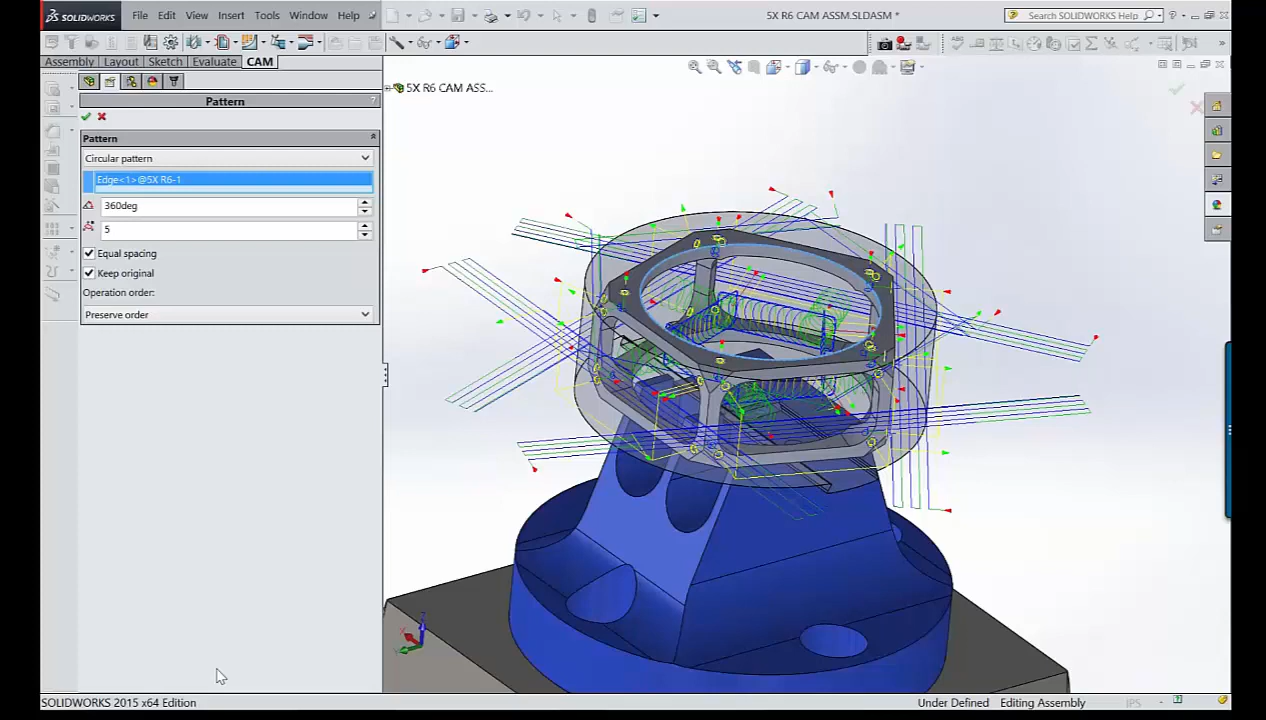 SOLIDWORKS File Edit View Insert Tools Window Help 5X R6 CAM ASSM.SLDASM * Search SOLIDWORKS Help
Assembly Layout Sketch Evaluate CAM
5X R6 CAM ASS...
Pattern ?
Pattern
Circular pattern
Edge<1>@5X R6-1
360deg
5
Equal spacing
Keep original
Operation order:
Preserve order
SOLIDWORKS 2015 x64 Edition Under Defined Editing Assembly IPS